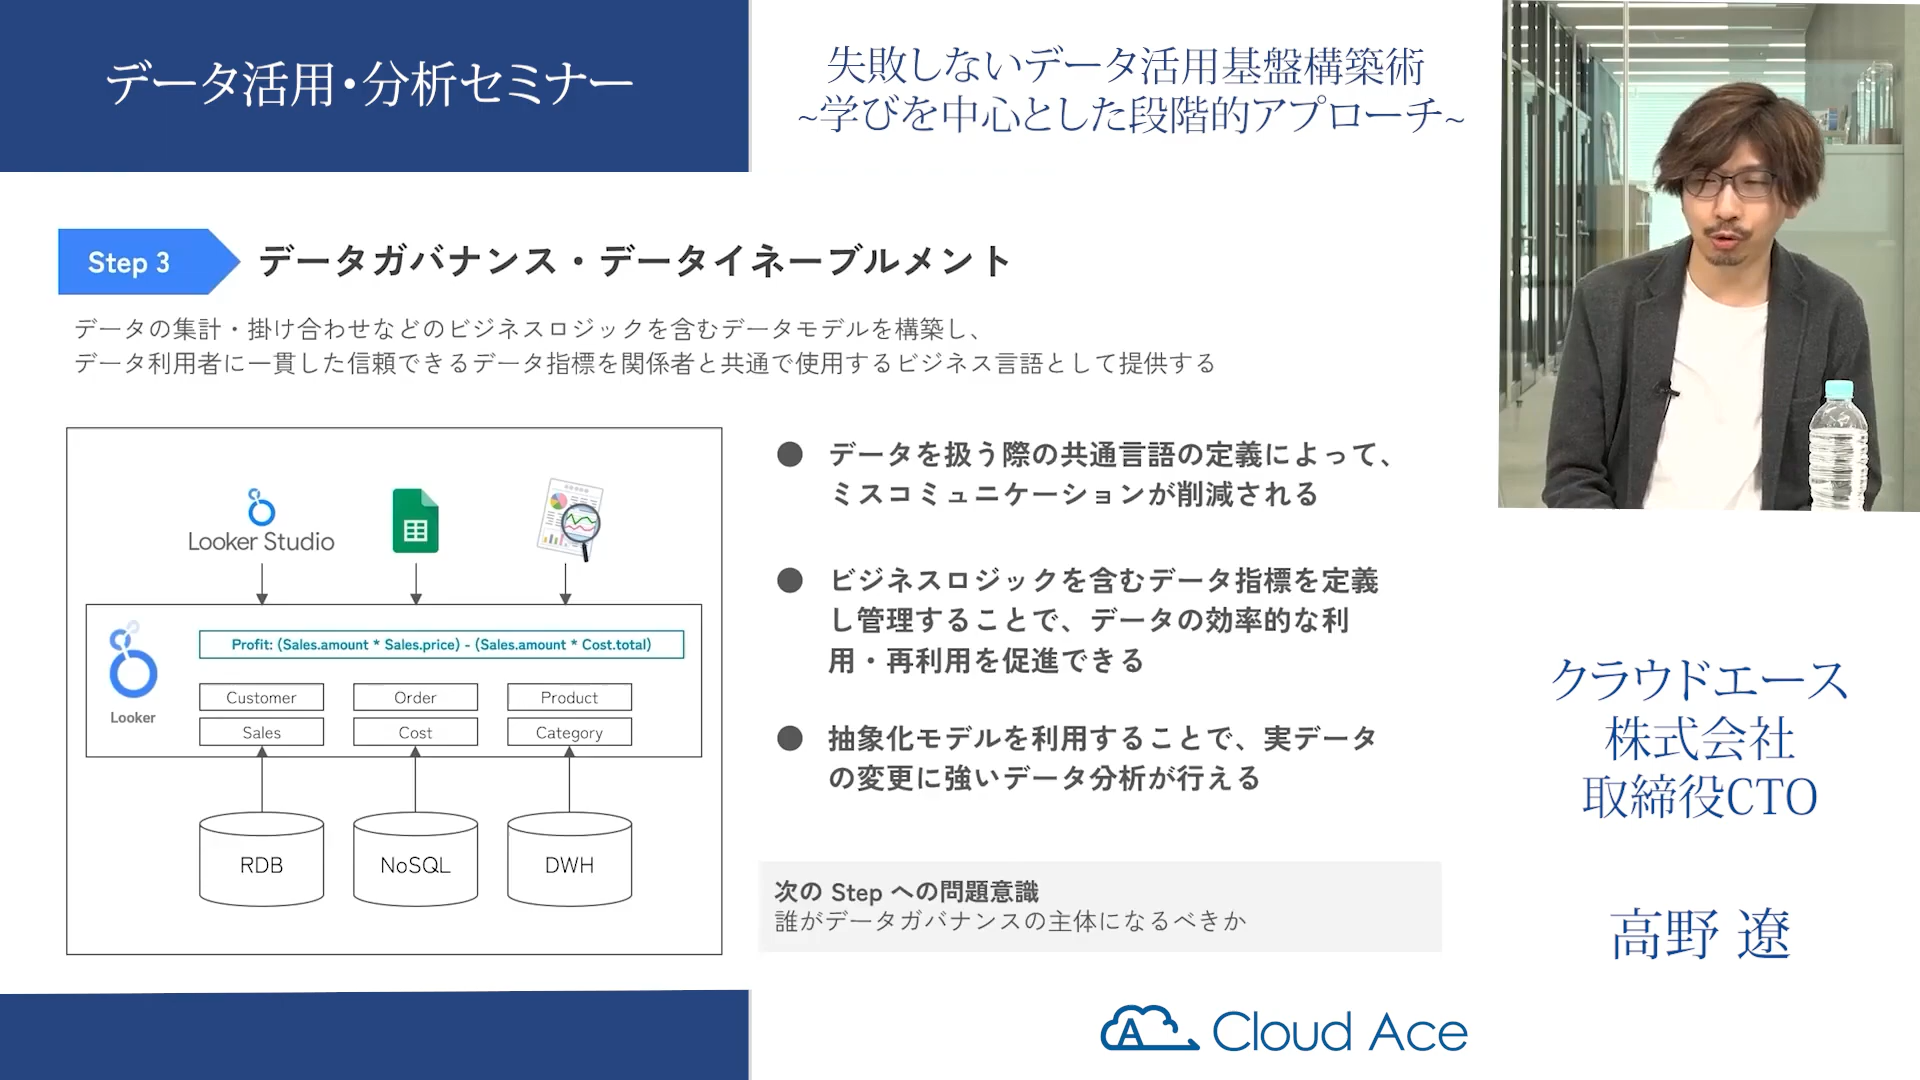 データ活用・分析セミナー
失敗しないデータ活用基盤構築術
~学びを中心とした段階的アプローチ~
Step 3
データガバナンス・データイネーブルメント
データの集計・掛け合わせなどのビジネスロジックを含むデータモデルを構築し、
データ利用者に一貫した信頼できるデータ指標を関係者と共通で使用するビジネス言語として提供する
Looker Studio
Looker
Profit: (Sales.amount * Sales.price) - (Sales.amount * Cost.total)
Customer
Order
Product
Sales
Cost
Category
RDB
NoSQL
DWH
● データを扱う際の共通言語の定義によって、
ミスコミュニケーションが削減される
● ビジネスロジックを含むデータ指標を定義
し管理することで、データの効率的な利
用・再利用を促進できる
● 抽象化モデルを利用することで、実データ
の変更に強いデータ分析が行える
次の Step への問題意識
誰がデータガバナンスの主体になるべきか
クラウドエース
株式会社
取締役CTO
高野 遼
A Cloud Ace